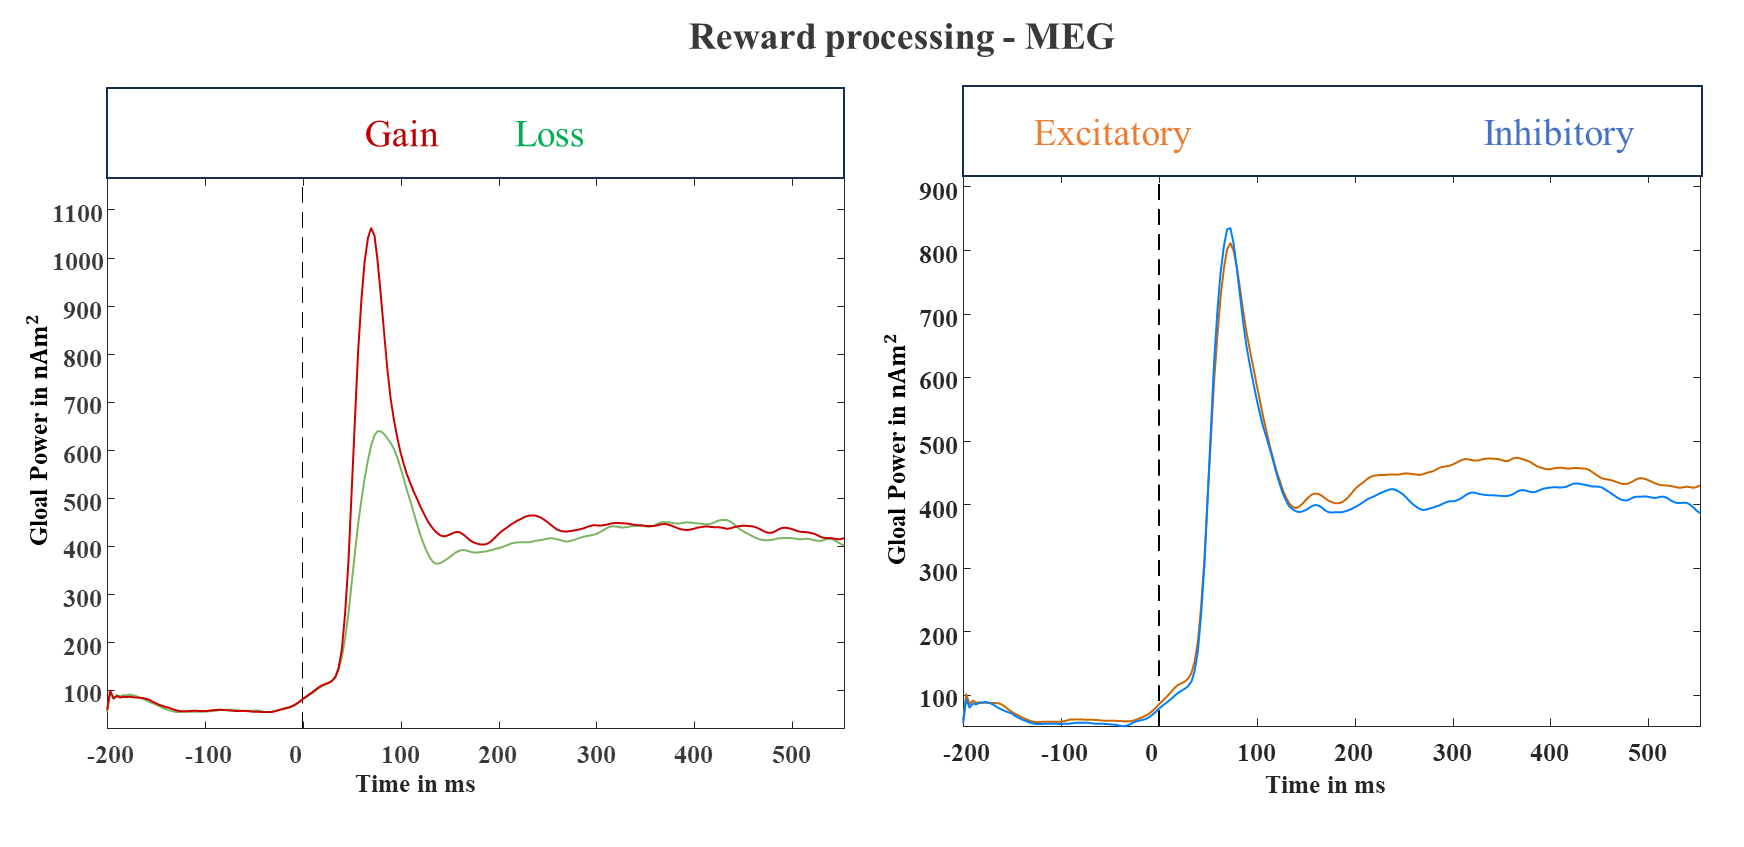 Reward processing - MEG
Gain Loss
1100
1000
900
800
700
600
500
400
300
200
100
Gloal Power in nAm²
-200 -100 0 100 200 300 400 500
Time in ms
Excitatory Inhibitory
900
800
700
600
500
400
300
200
100
Gloal Power in nAm²
-200 -100 0 100 200 300 400 500
Time in ms